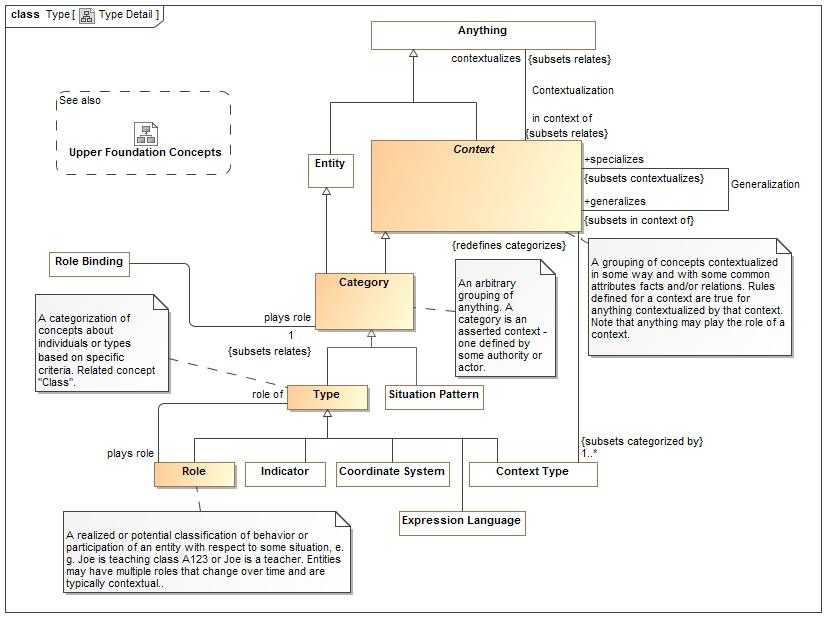 class Type [ Type Detail ]
Anything
contextualizes {subsets relates}
Contextualization
in context of
{subsets relates}
See also
Upper Foundation Concepts
Entity
Context
+specializes
{subsets contextualizes}
Generalization
+generalizes
{subsets in context of}
{redefines categorizes}
Role Binding
Category
plays role
1
{subsets relates}
A grouping of concepts contextualized
in some way and with some common
attributes facts and/or relations. Rules
defined for a context are true for
anything contextualized by that context.
Note that anything may play the role of a
context.
An arbitrary
grouping of
anything. A
category is an
asserted context -
one defined by
some authority or
actor.
A categorization of
concepts about
individuals or types
based on specific
criteria. Related concept
"Class".
role of
Type
Situation Pattern
plays role
{subsets categorized by}
1..*
Role
Indicator
Coordinate System
Context Type
Expression Language
A realized or potential classification of behavior or
participation of an entity with respect to some situation, e.
g. Joe is teaching class A123 or Joe is a teacher. Entities
may have multiple roles that change over time and are
typically contextual..